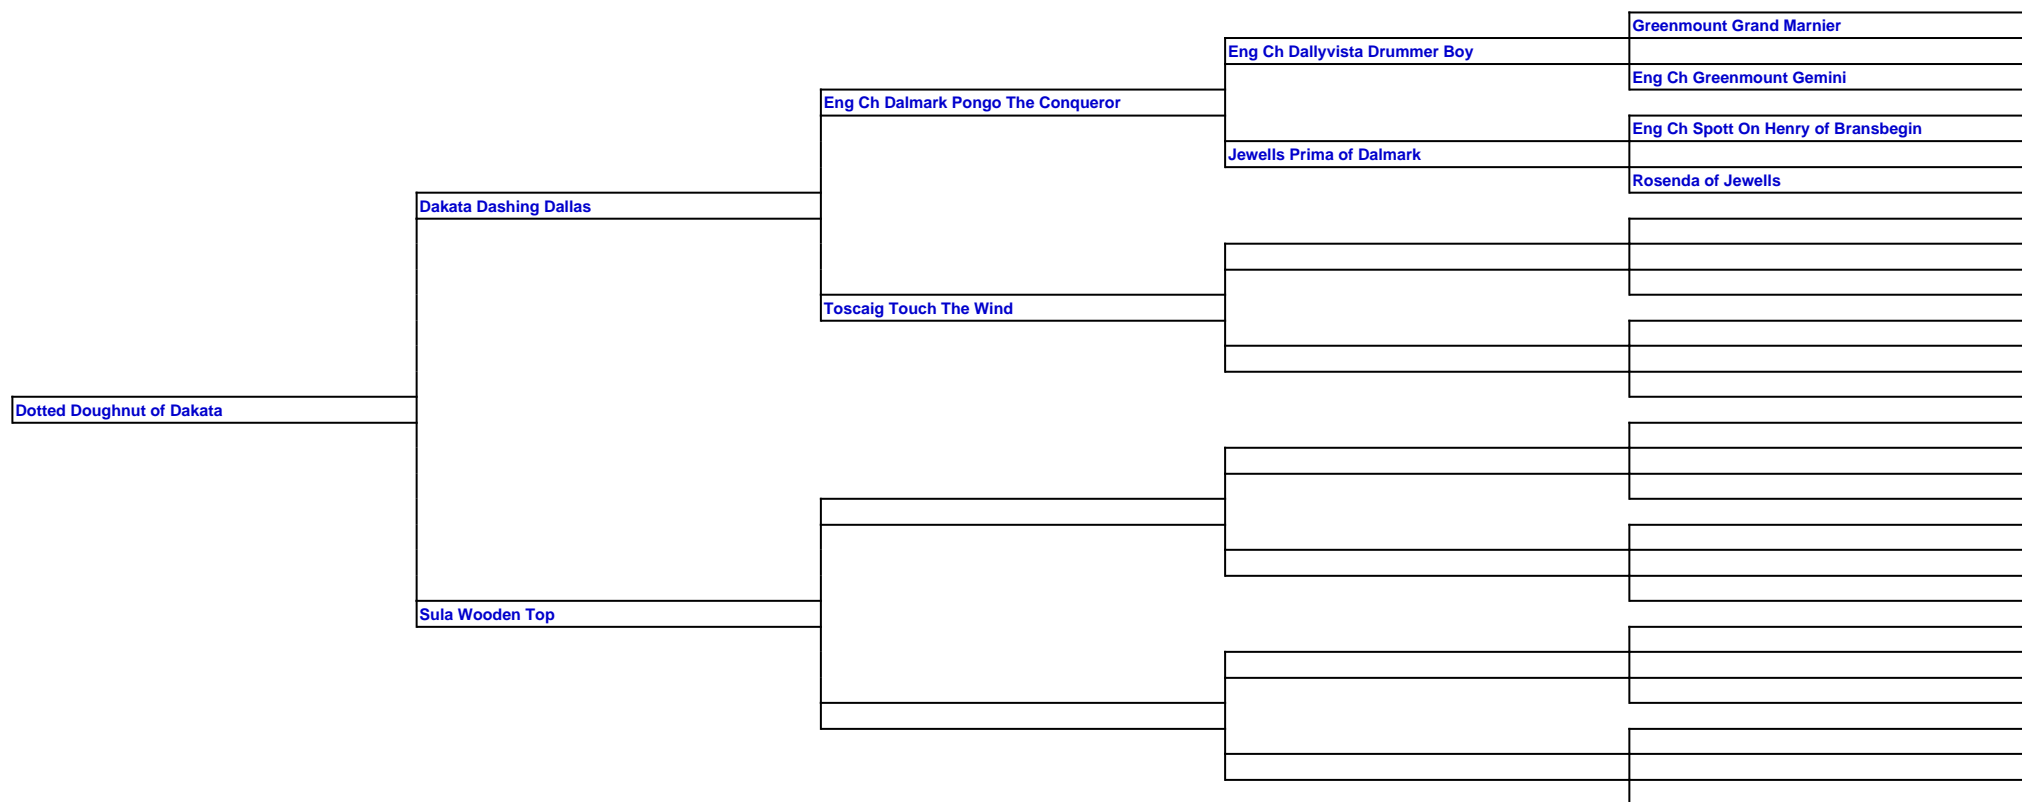 Greenmount Grand Marnier
Eng Ch Dallyvista Drummer Boy
Eng Ch Greenmount Gemini
Eng Ch Dalmark Pongo The Conqueror
Eng Ch Spott On Henry of Bransbegin
Jewells Prima of Dalmark
Rosenda of Jewells
Dakata Dashing Dallas
Toscaig Touch The Wind
Dotted Doughnut of Dakata
Sula Wooden Top